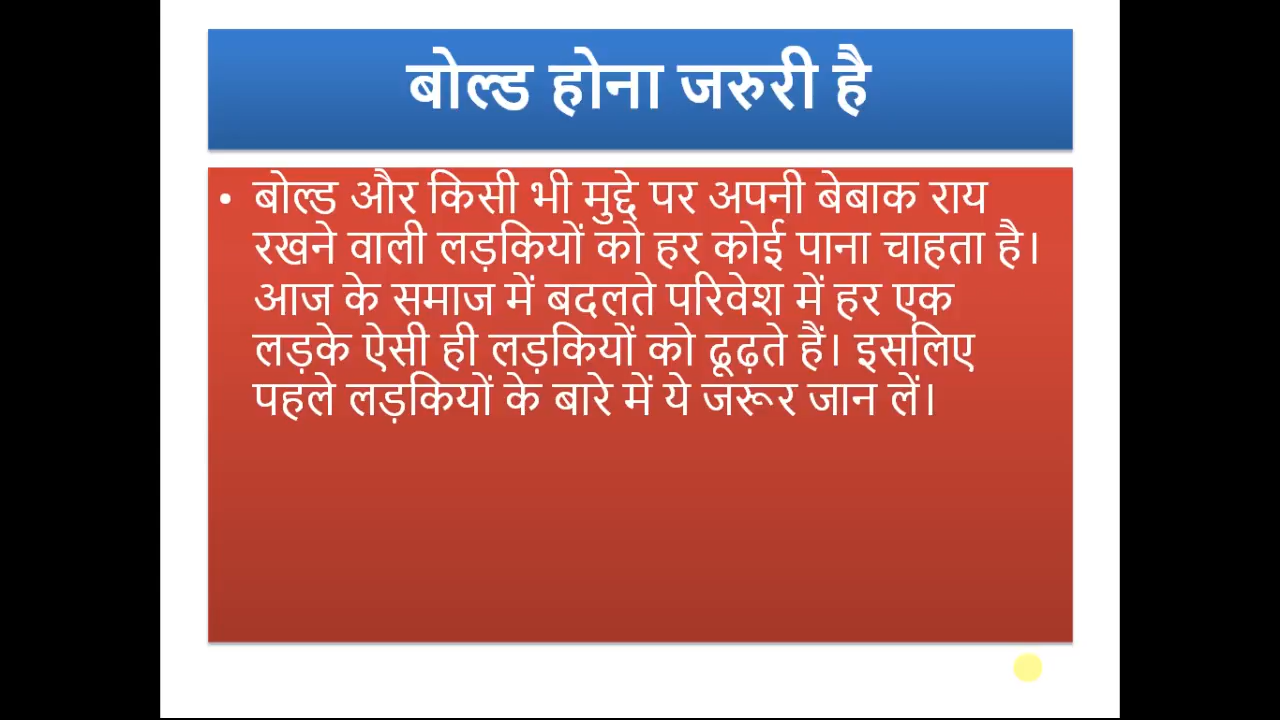 बोल्ड होना जरुरी है
• बोल्ड और किसी भी मुद्दे पर अपनी बेबाक राय
रखने वाली लड़कियों को हर कोई पाना चाहता है।
आज के समाज में बदलते परिवेश में हर एक
लड़के ऐसी ही लड़कियों को ढूढ़ते हैं। इसलिए
पहले लड़कियों के बारे में ये जरूर जान लें।